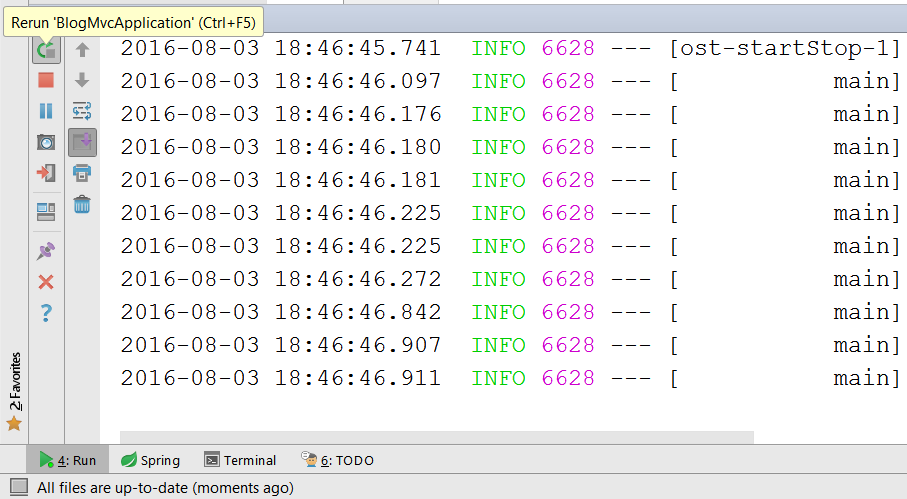 Rerun 'BlogMvcApplication' (Ctrl+F5)
2016-08-03 18:46:45.741  INFO 6628 --- [ost-startStop-1]
2016-08-03 18:46:46.097  INFO 6628 --- [          main]
2016-08-03 18:46:46.176  INFO 6628 --- [          main]
2016-08-03 18:46:46.180  INFO 6628 --- [          main]
2016-08-03 18:46:46.181  INFO 6628 --- [          main]
2016-08-03 18:46:46.225  INFO 6628 --- [          main]
2016-08-03 18:46:46.225  INFO 6628 --- [          main]
2016-08-03 18:46:46.272  INFO 6628 --- [          main]
2016-08-03 18:46:46.842  INFO 6628 --- [          main]
2016-08-03 18:46:46.907  INFO 6628 --- [          main]
2016-08-03 18:46:46.911  INFO 6628 --- [          main]
2: Favorites
4: Run Spring Terminal 6: TODO
All files are up-to-date (moments ago)